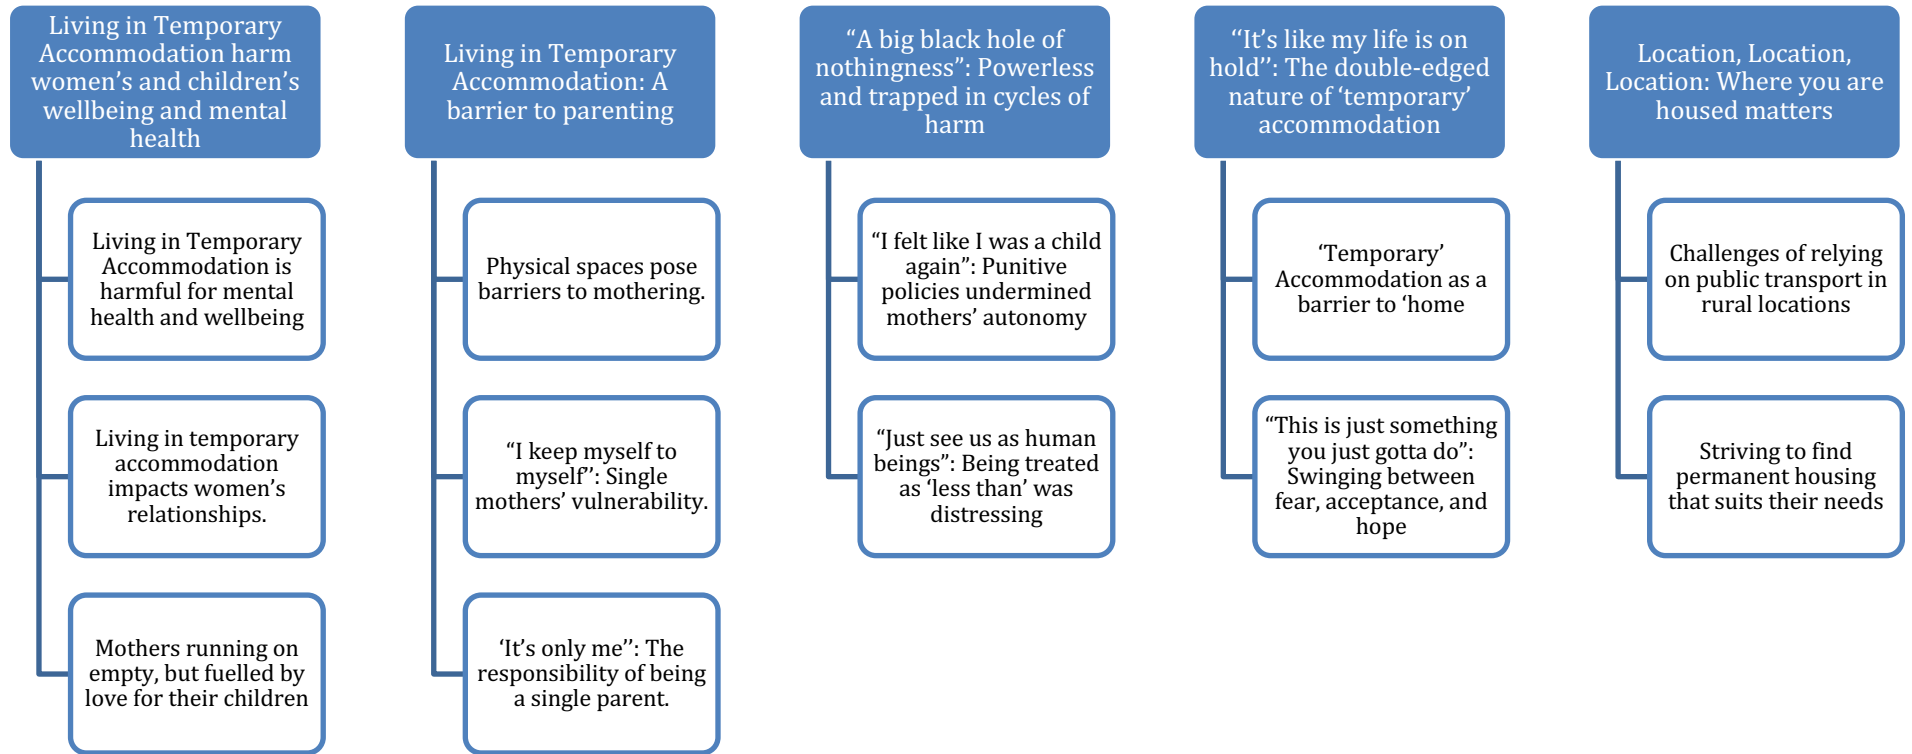 Living in Temporary
Accommodation harm
women’s and children’s
wellbeing and mental
health
Living in Temporary
Accommodation is
harmful for mental
health and wellbeing
Living in temporary
accommodation
impacts women’s
relationships.
Mothers running on
empty, but fuelled by
love for their children
Living in Temporary
Accommodation: A
barrier to parenting
Physical spaces pose
barriers to mothering.
“I keep myself to
myself’’: Single
mothers’ vulnerability.
‘It’s only me’’: The
responsibility of being
a single parent.
“A big black hole of
nothingness”: Powerless
and trapped in cycles of
harm
“I felt like I was a child
again”: Punitive
policies undermined
mothers’ autonomy
“Just see us as human
beings”: Being treated
as ‘less than’ was
distressing
‘‘It’s like my life is on
hold’’: The double-edged
nature of ‘temporary’
accommodation
‘Temporary’
Accommodation as a
barrier to ‘home
“This is just something
you just gotta do”:
Swinging between
fear, acceptance, and
hope
Location, Location,
Location: Where you are
housed matters
Challenges of relying
on public transport in
rural locations
Striving to find
permanent housing
that suits their needs